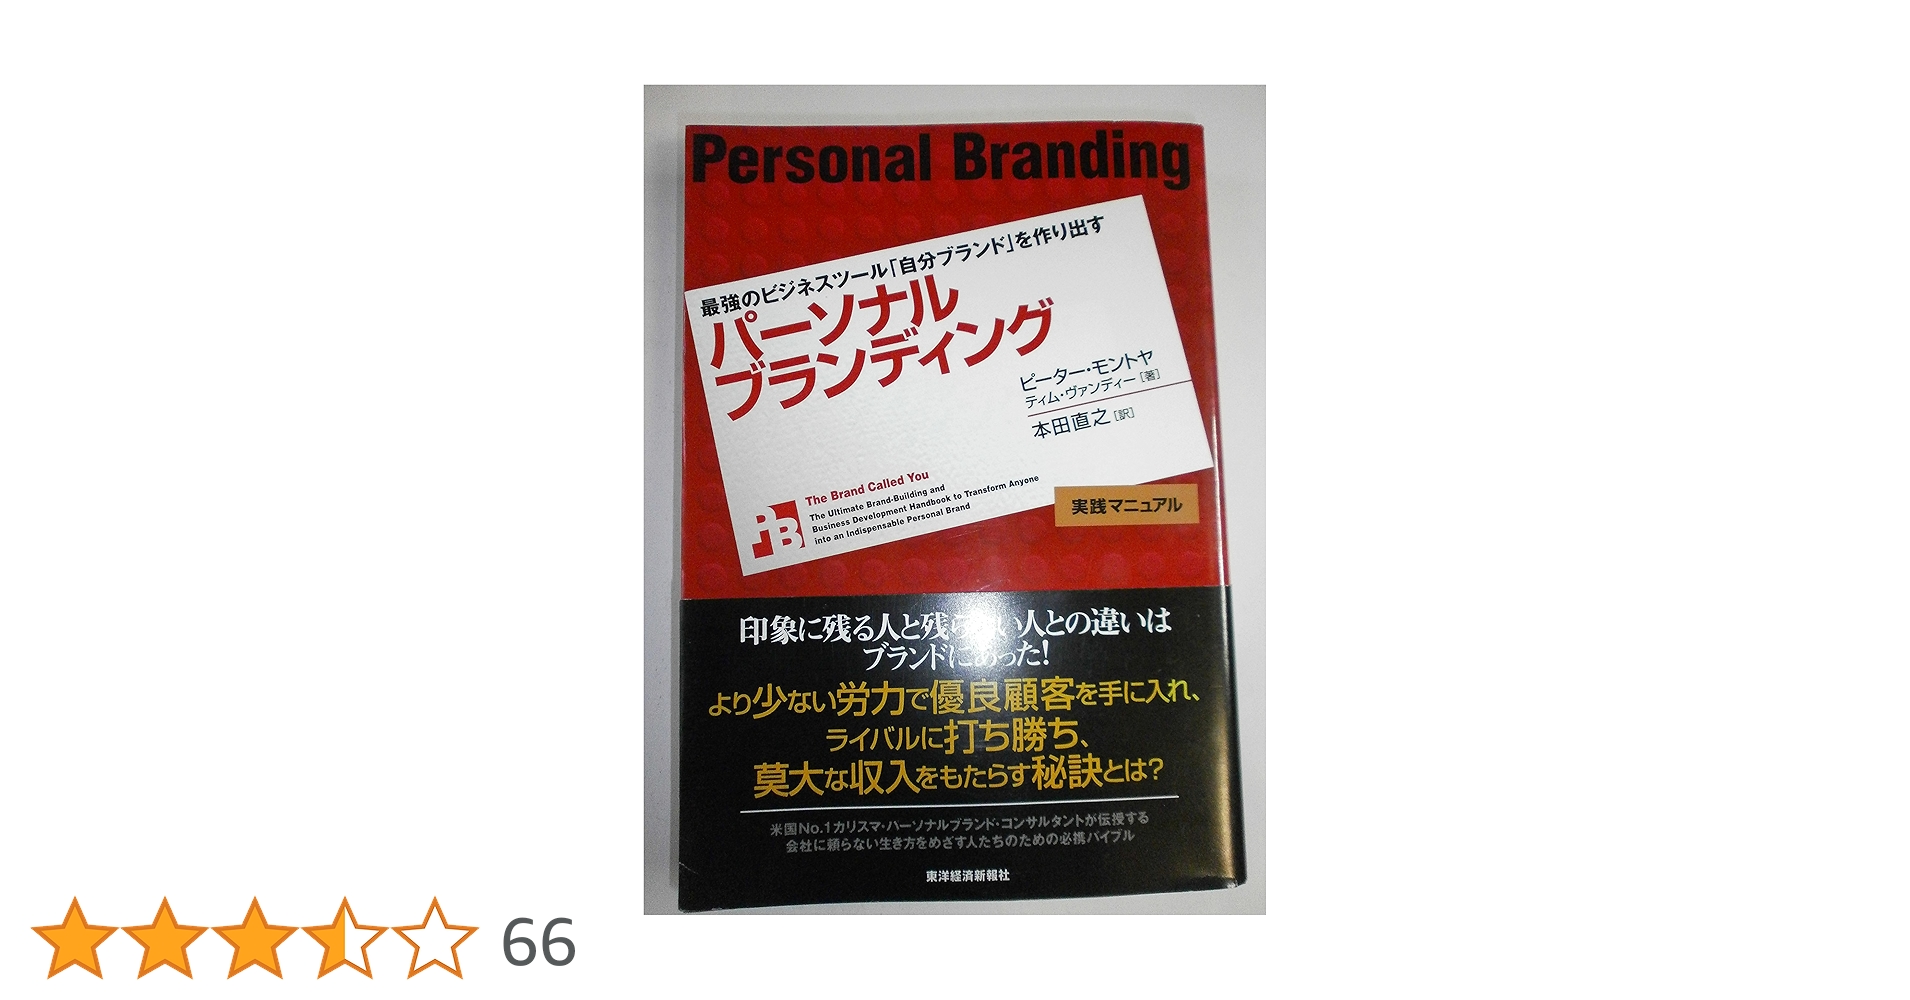 Personal Branding
最強のビジネスツール「自分ブランド」を作り出す
パーソナル
ブランディング
ピーター・モントヤ
ティム・ヴァンディー[著]
本田直之[訳]
PB
The Brand Called You
The Ultimate Brand-Building and
Business Development Handbook to Transform Anyone
into an Indispensable Personal Brand
実践マニュアル
印象に残る人と残らない人との違いは
ブランドにあった!
より少ない労力で優良顧客を手に入れ、
ライバルに打ち勝ち、
莫大な収入をもたらす秘訣とは?
米国No.1カリスマ・パーソナルブランド・コンサルタントが伝授する
会社に頼らない生き方をめざす人たちのための必携バイブル
東洋経済新報社
66